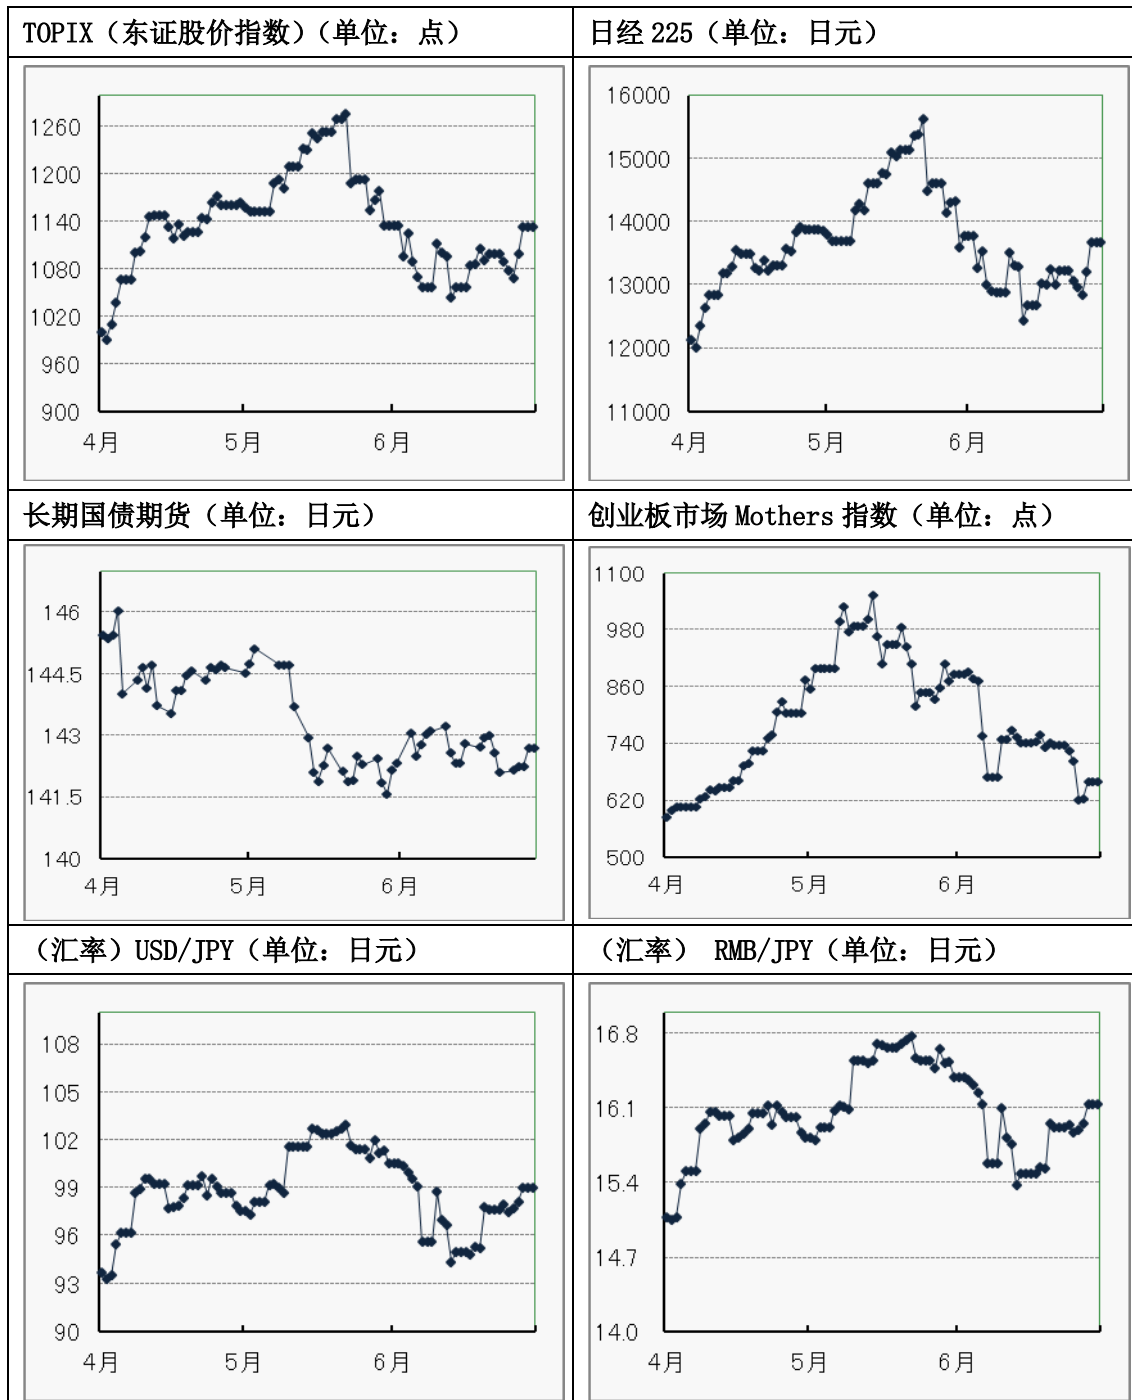 TOPIX（东证股价指数）（单位：点）
日经 225（单位：日元）
1260
1200
1140
1080
1020
960
900
4月
5月
6月
16000
15000
14000
13000
12000
11000
4月
5月
6月
长期国债期货（单位：日元）
创业板市场 Mothers 指数（单位：点）
146
144.5
143
141.5
140
4月
5月
6月
1100
980
860
740
620
500
4月
5月
6月
（汇率）USD/JPY（单位：日元）
（汇率） RMB/JPY（单位：日元）
108
105
102
99
96
93
90
4月
5月
6月
16.8
16.1
15.4
14.7
14.0
4月
5月
6月